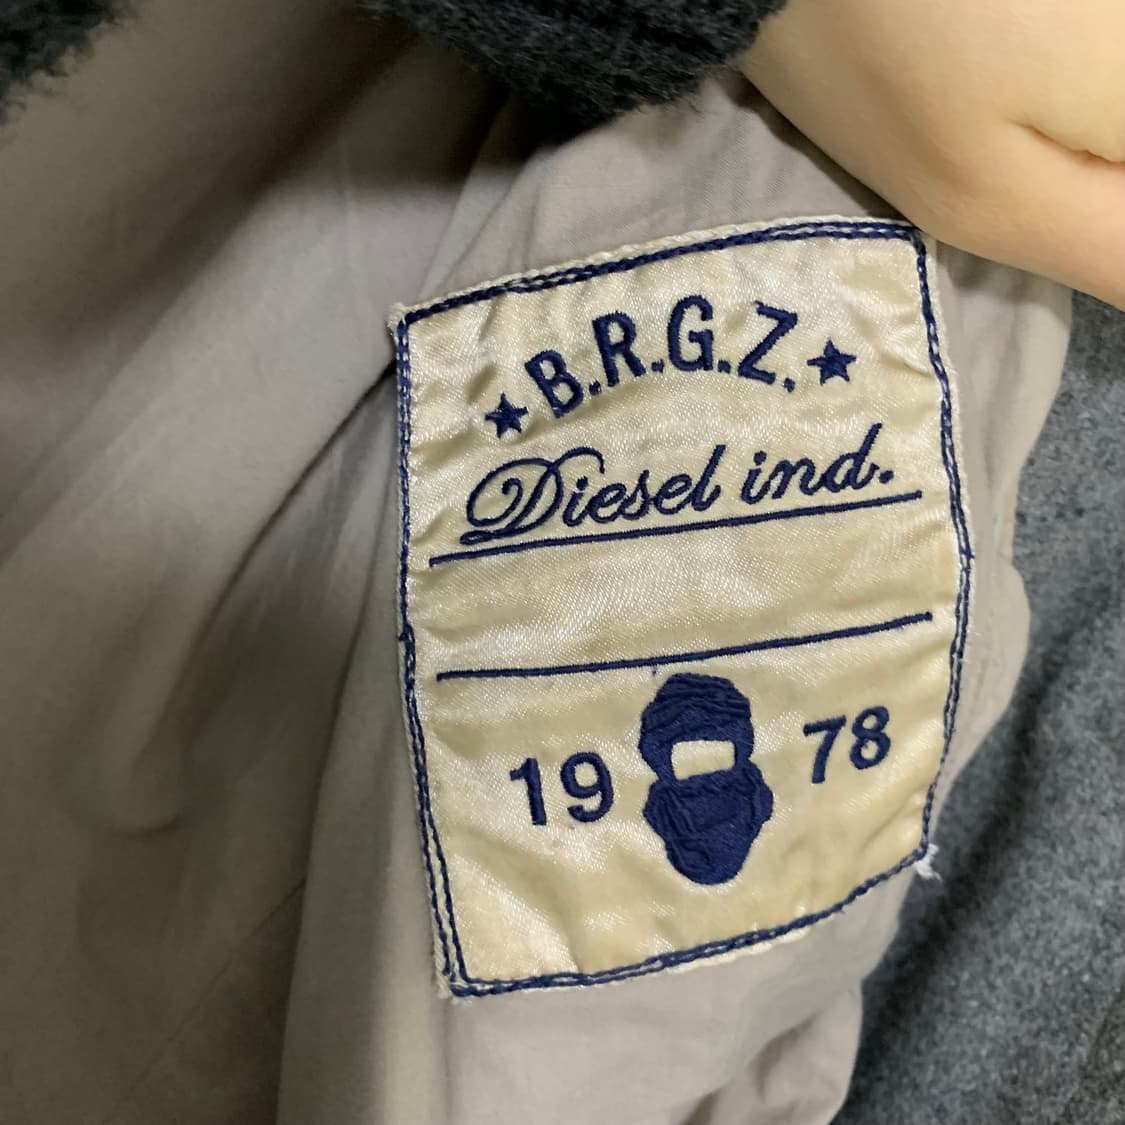 ★B.R.G.Z.★
Diesel ind.
19 78